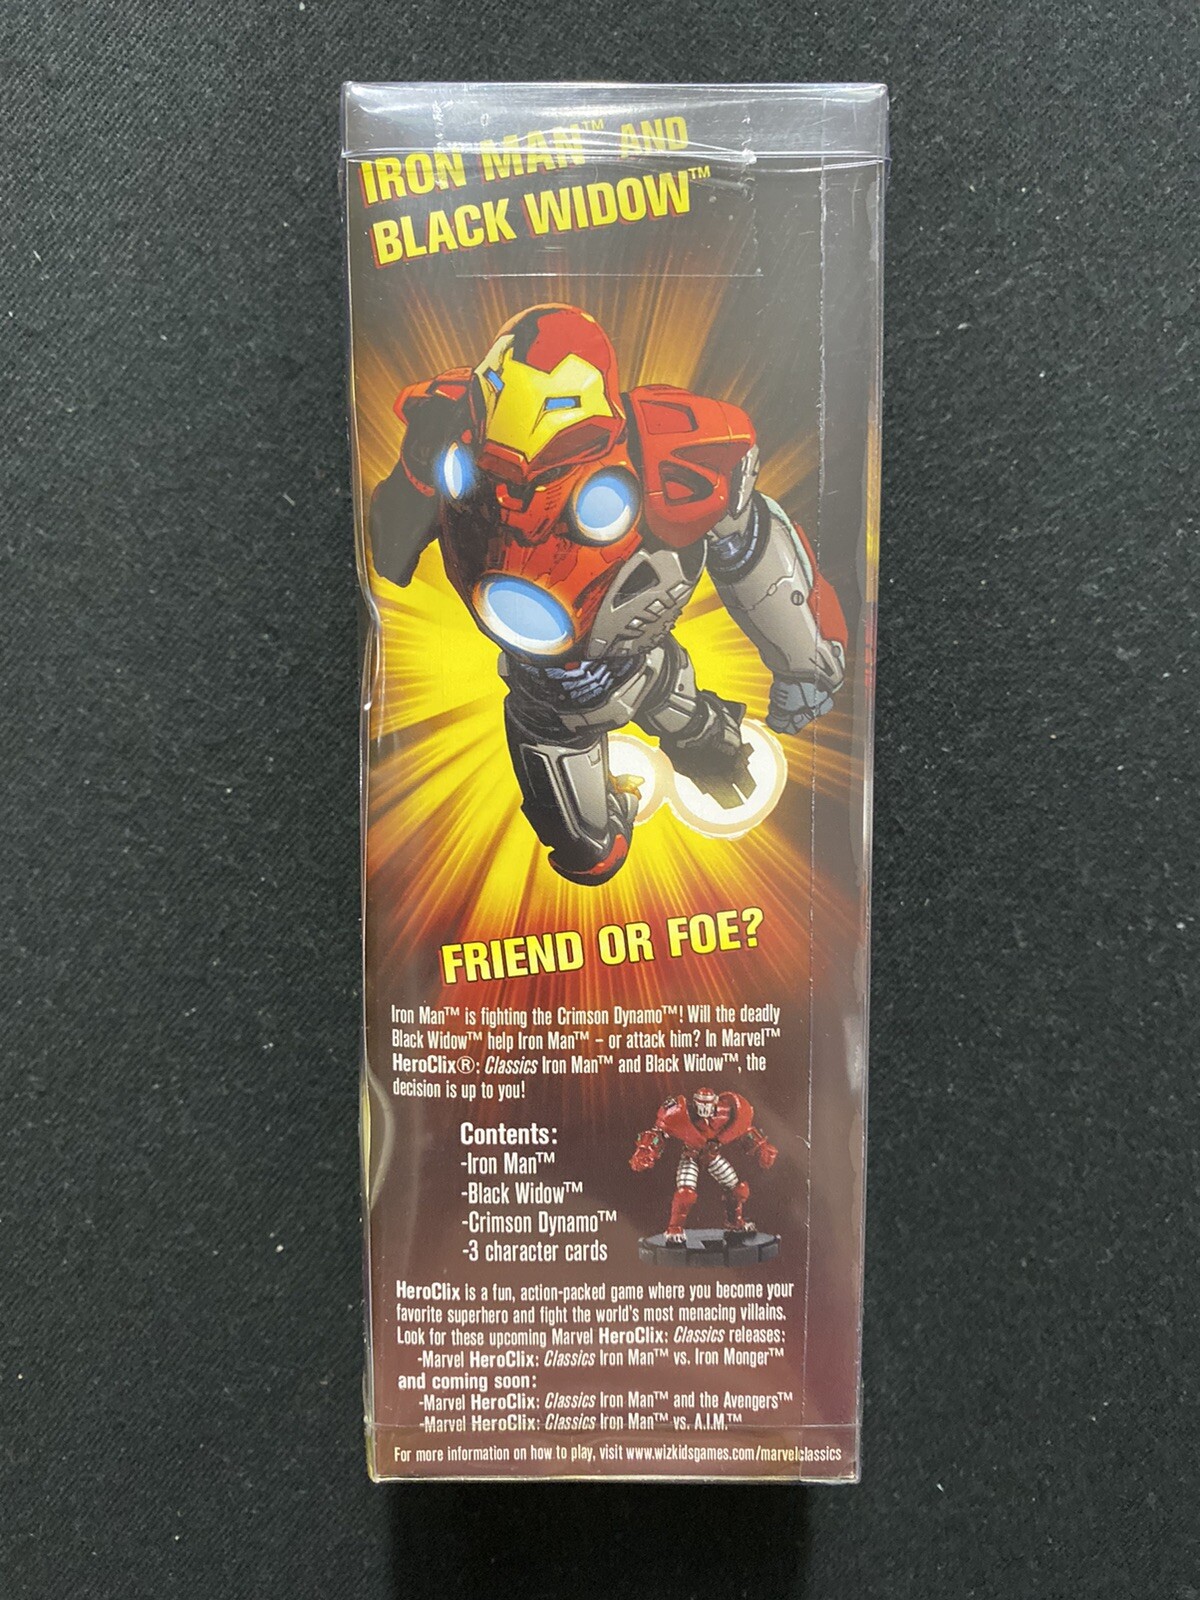 IRON MAN™ AND
BLACK WIDOW™
FRIEND OR FOE?
Iron Man™ is fighting the Crimson Dynamo™! Will the deadly
Black Widow™ help Iron Man™ – or attack him? In Marvel™
HeroClix®: Classics Iron Man™ and Black Widow™, the
decision is up to you!
Contents:
-Iron Man™
-Black Widow™
-Crimson Dynamo™
-3 character cards
HeroClix is a fun, action-packed game where you become your
favorite superhero and fight the world's most menacing villains.
Look for these upcoming Marvel HeroClix: Classics releases:
-Marvel HeroClix: Classics Iron Man™ vs. Iron Monger™
and coming soon:
-Marvel HeroClix: Classics Iron Man™ and the Avengers™
-Marvel HeroClix: Classics Iron Man™ vs. A.I.M.™
For more information on how to play, visit www.wizkidsgames.com/marvelclassics